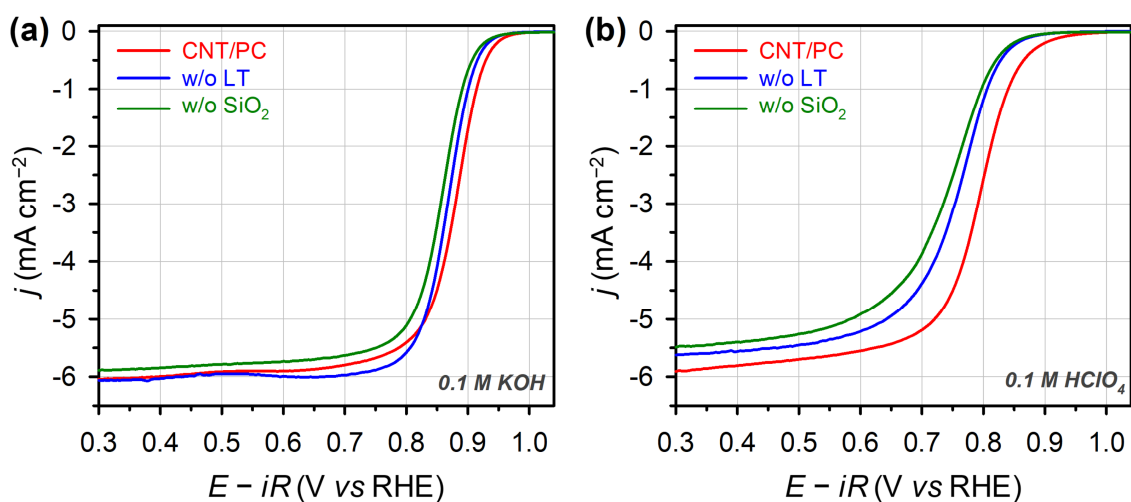 (a)
CNT/PC
w/o LT
w/o SiO₂
0
-1
-2
-3
-4
-5
-6
j (mA cm⁻²)
0.1 M KOH
0.3 0.4 0.5 0.6 0.7 0.8 0.9 1.0
E − iR (V vs RHE)
(b)
CNT/PC
w/o LT
w/o SiO₂
0
-1
-2
-3
-4
-5
-6
j (mA cm⁻²)
0.1 M HClO₄
0.3 0.4 0.5 0.6 0.7 0.8 0.9 1.0
E − iR (V vs RHE)